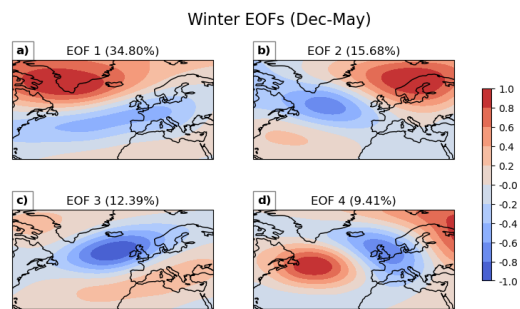 Winter EOFs (Dec-May)
a) EOF 1 (34.80%)
b) EOF 2 (15.68%)
c) EOF 3 (12.39%)
d) EOF 4 (9.41%)
1.0
0.8
0.6
0.4
0.2
-0.0
-0.2
-0.4
-0.6
-0.8
-1.0